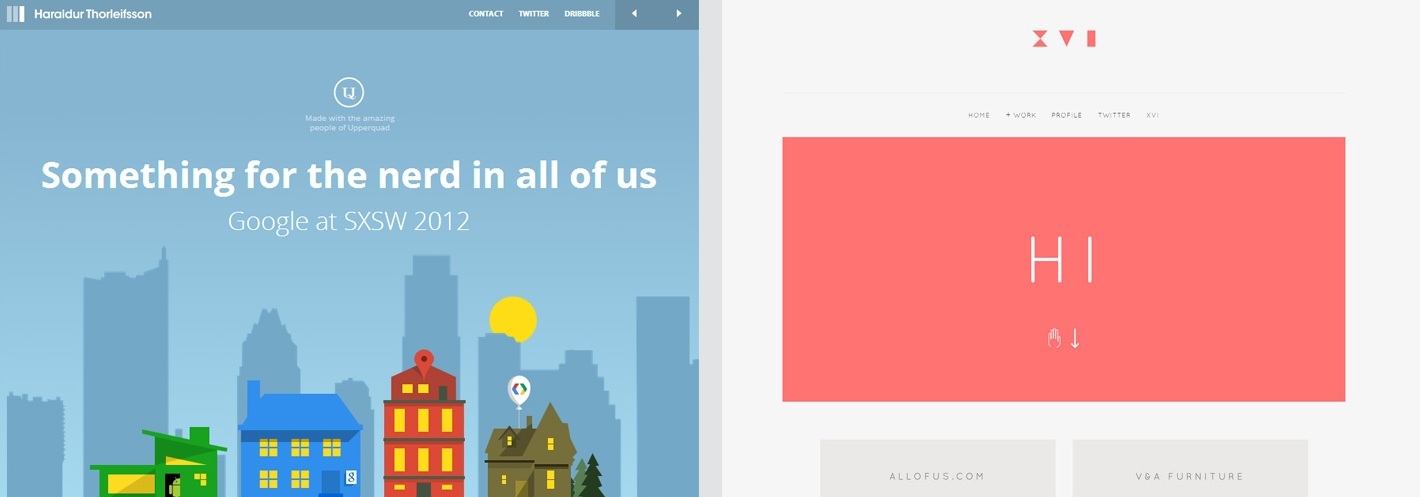 Haraldur Thorleifsson
CONTACT TWITTER DRIBBBLE
Made with the amazing
people of Upperquad
Something for the nerd in all of us
Google at SXSW 2012
8
XVI
HOME + WORK PROFILE TWITTER XVI
HI
ALLOFUS.COM
V&A FURNITURE